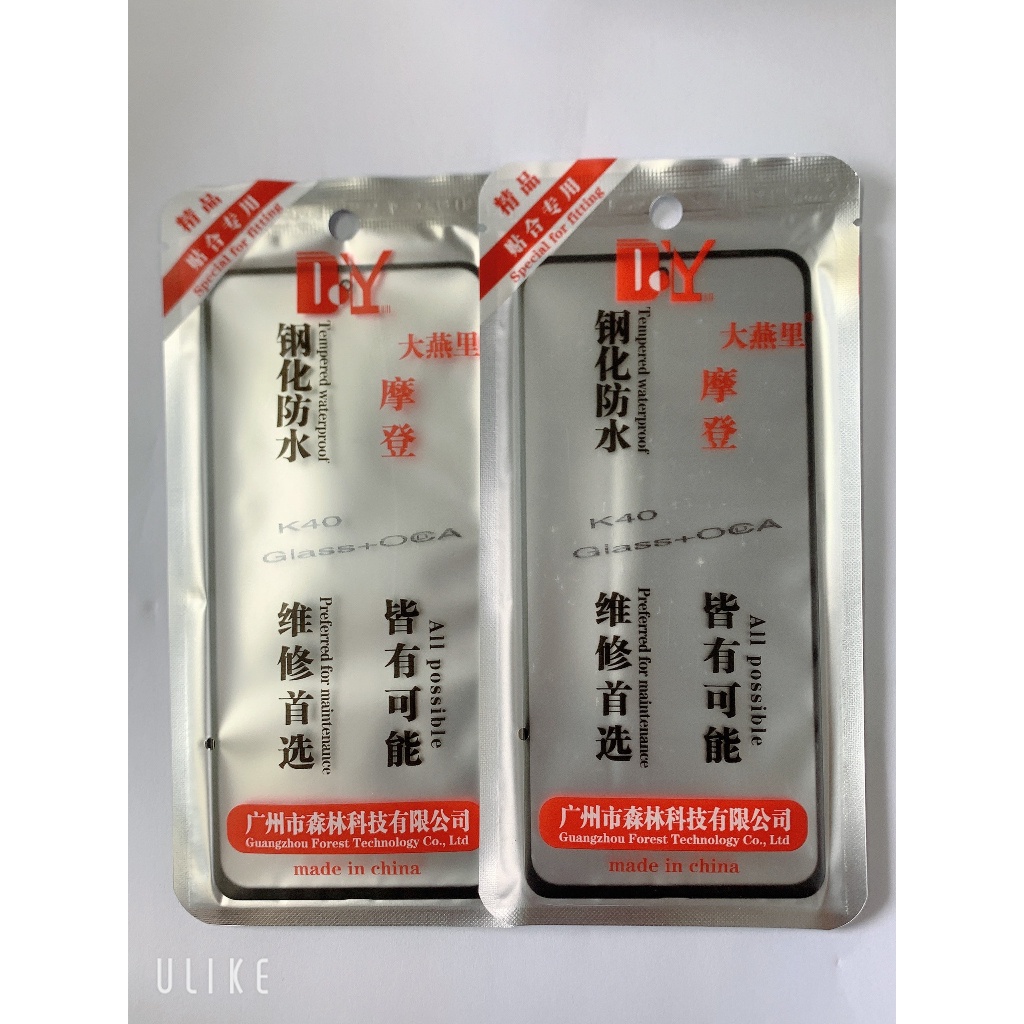 精品
贴合专用
Special for fitting
DY
大燕里
摩登
钢化防水
Tempered waterproof
K40
Glass+OCA
维修首选
Preferred for maintenance
皆有可能
All possible
广州市森林科技有限公司
Guangzhou Forest Technology Co., Ltd
made in china
精品
贴合专用
Special for fitting
DY
大燕里
摩登
钢化防水
Tempered waterproof
K40
Glass+OCA
维修首选
Preferred for maintenance
皆有可能
All possible
广州市森林科技有限公司
Guangzhou Forest Technology Co., Ltd
made in china
ULIKE